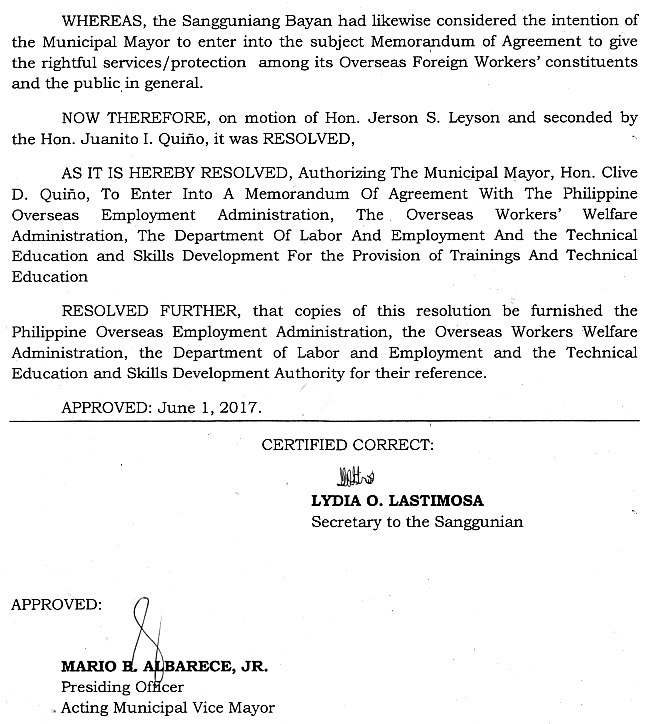 WHEREAS, the Sangguniang Bayan had likewise considered the intention of
the Municipal Mayor to enter into the subject Memorandum of Agreement to give
the rightful services/protection among its Overseas Foreign Workers' constituents
and the public in general.
NOW THEREFORE, on motion of Hon. Jerson S. Leyson and seconded by
the Hon. Juanito I. Quiño, it was RESOLVED,
AS IT IS HEREBY RESOLVED, Authorizing The Municipal Mayor, Hon. Clive
D. Quiño, To Enter Into A Memorandum Of Agreement With The Philippine
Overseas Employment Administration, The Overseas Workers' Welfare
Administration, The Department Of Labor And Employment And the Technical
Education and Skills Development For the Provision of Trainings And Technical
Education
RESOLVED FURTHER, that copies of this resolution be furnished the
Philippine Overseas Employment Administration, the Overseas Workers Welfare
Administration, the Department of Labor and Employment and the Technical
Education and Skills Development Authority for their reference.
APPROVED: June 1, 2017.
CERTIFIED CORRECT:
LYDIA O. LASTIMOSA
Secretary to the Sanggunian
APPROVED:
MARIO B. ALBARECE, JR.
Presiding Officer
Acting Municipal Vice Mayor